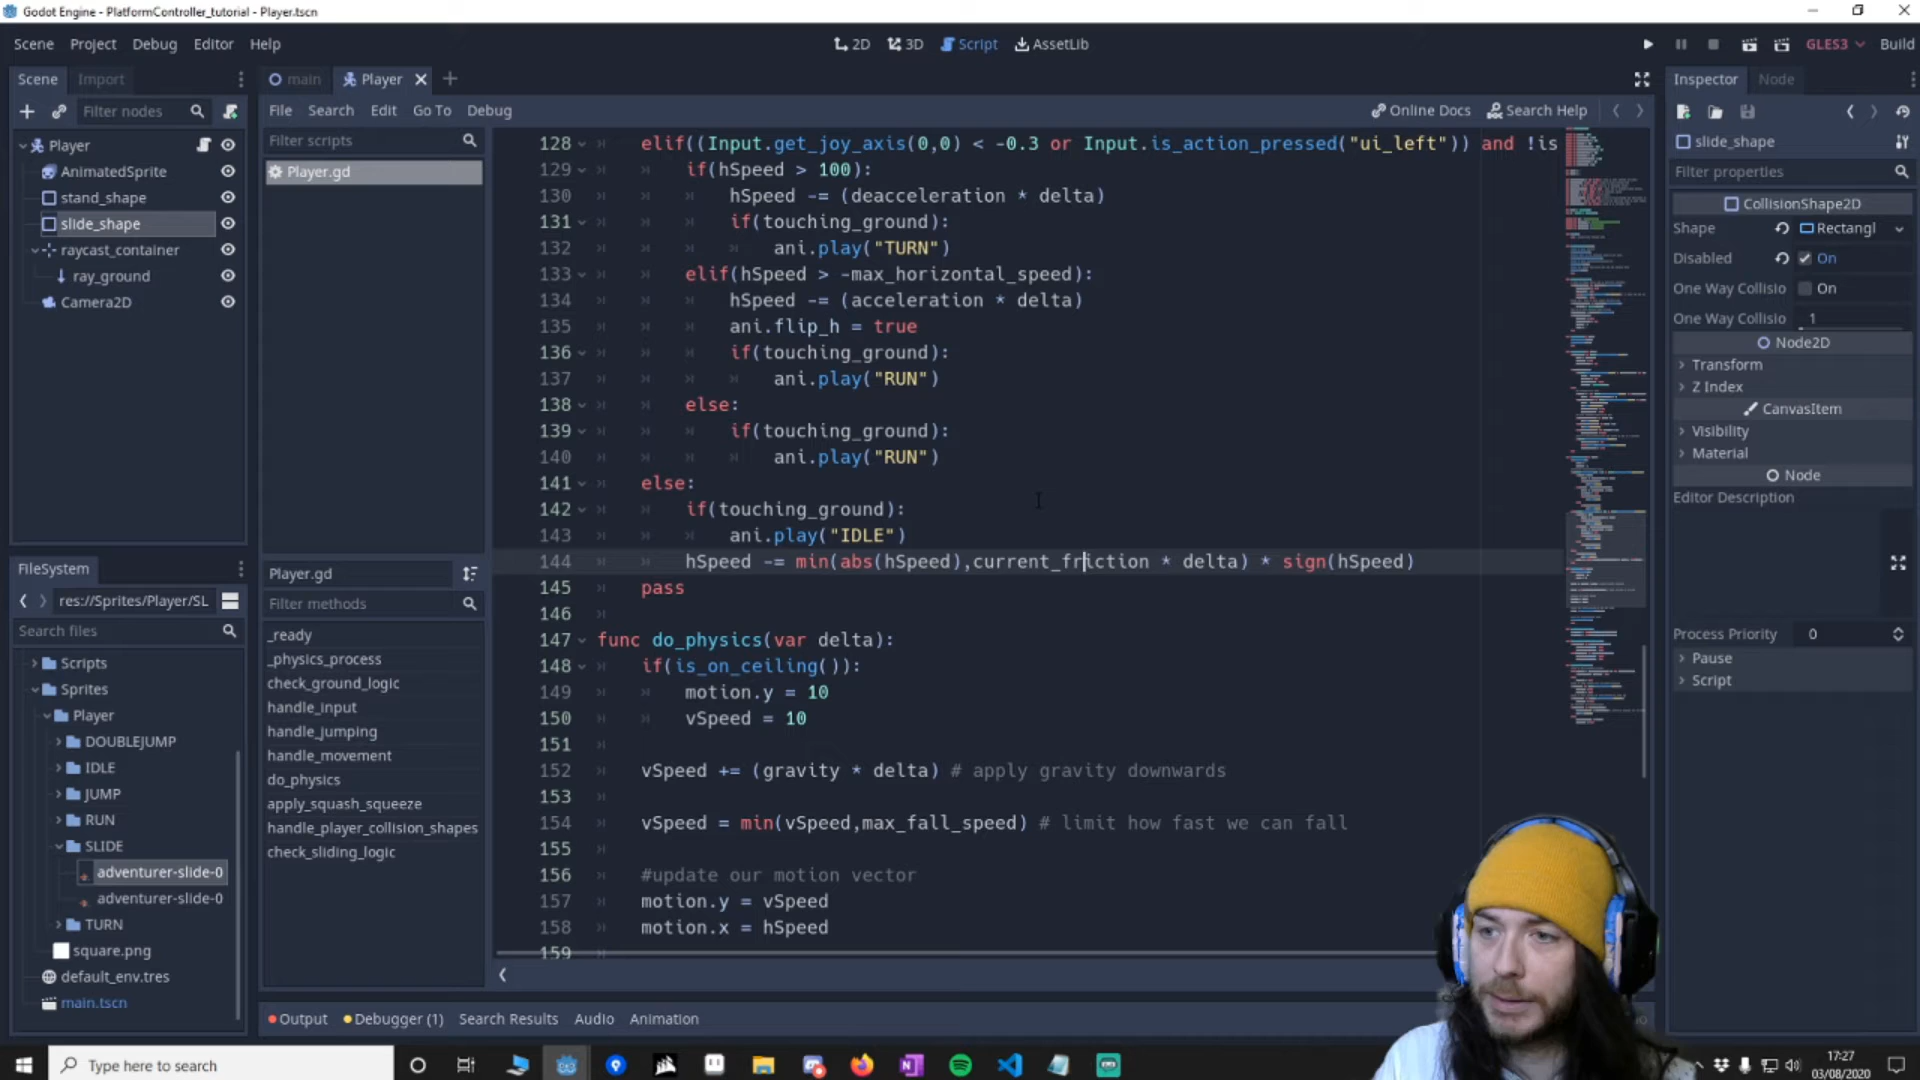 Godot Engine - PlatformController_tutorial - Player.tscn
Scene Project Debug Editor Help
2D 3D Script AssetLib
GLES3 Build
Scene Import
main Player
Inspector Node
Filter nodes
File Search Edit Go To Debug
Online Docs Search Help
Player
AnimatedSprite
stand_shape
slide_shape
raycast_container
ray_ground
Camera2D
Filter scripts
Player.gd
Player.gd
Filter methods
_ready
_physics_process
check_ground_logic
handle_input
handle_jumping
handle_movement
do_physics
apply_squash_squeeze
handle_player_collision_shapes
check_sliding_logic
128 elif((Input.get_joy_axis(0,0) < -0.3 or Input.is_action_pressed("ui_left")) and !is
129 if(hSpeed > 100):
130 hSpeed -= (deacceleration * delta)
131 if(touching_ground):
132 ani.play("TURN")
133 elif(hSpeed > -max_horizontal_speed):
134 hSpeed -= (acceleration * delta)
135 ani.flip_h = true
136 if(touching_ground):
137 ani.play("RUN")
138 else:
139 if(touching_ground):
140 ani.play("RUN")
141 else:
142 if(touching_ground):
143 ani.play("IDLE")
144 hSpeed -= min(abs(hSpeed),current_friction * delta) * sign(hSpeed)
145 pass
146
147 func do_physics(var delta):
148 if(is_on_ceiling()):
149 motion.y = 10
150 vSpeed = 10
151
152 vSpeed += (gravity * delta) # apply gravity downwards
153
154 vSpeed = min(vSpeed,max_fall_speed) # limit how fast we can fall
155
156 #update our motion vector
157 motion.y = vSpeed
158 motion.x = hSpeed
159
FileSystem
res://Sprites/Player/SL
Search files
Scripts
Sprites
Player
DOUBLEJUMP
IDLE
JUMP
RUN
SLIDE
adventurer-slide-0
adventurer-slide-0
TURN
square.png
default_env.tres
main.tscn
Output Debugger (1) Search Results Audio Animation
slide_shape
Filter properties
CollisionShape2D
Shape Rectangl
Disabled On
One Way Collisio On
One Way Collisio 1
Node2D
Transform
Z Index
CanvasItem
Visibility
Material
Node
Editor Description
Process Priority 0
Pause
Script
Type here to search
17:27
03/08/2020